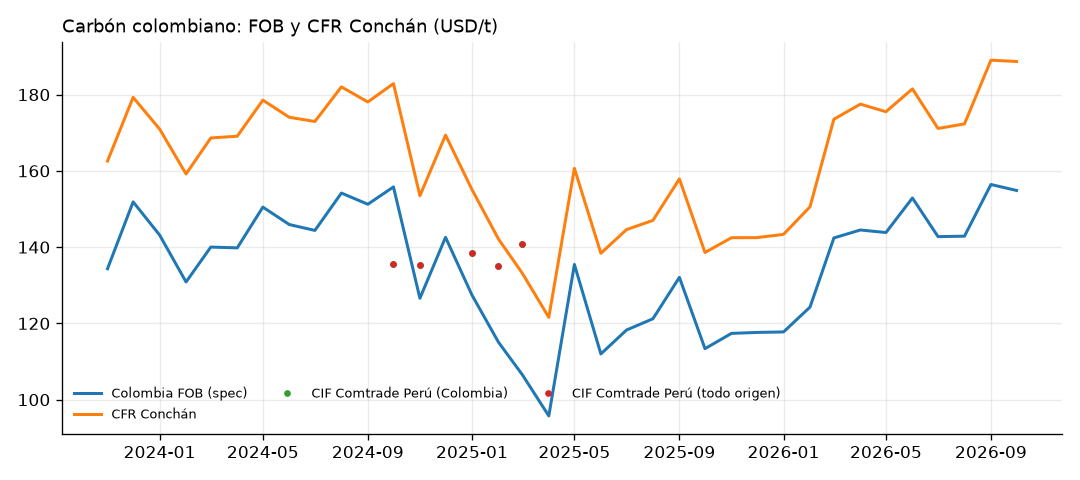 Carbón colombiano: FOB y CFR Conchán (USD/t)
180
160
140
120
100
Colombia FOB (spec)
CFR Conchán
CIF Comtrade Perú (Colombia)
CIF Comtrade Perú (todo origen)
2024-01
2024-05
2024-09
2025-01
2025-05
2025-09
2026-01
2026-05
2026-09